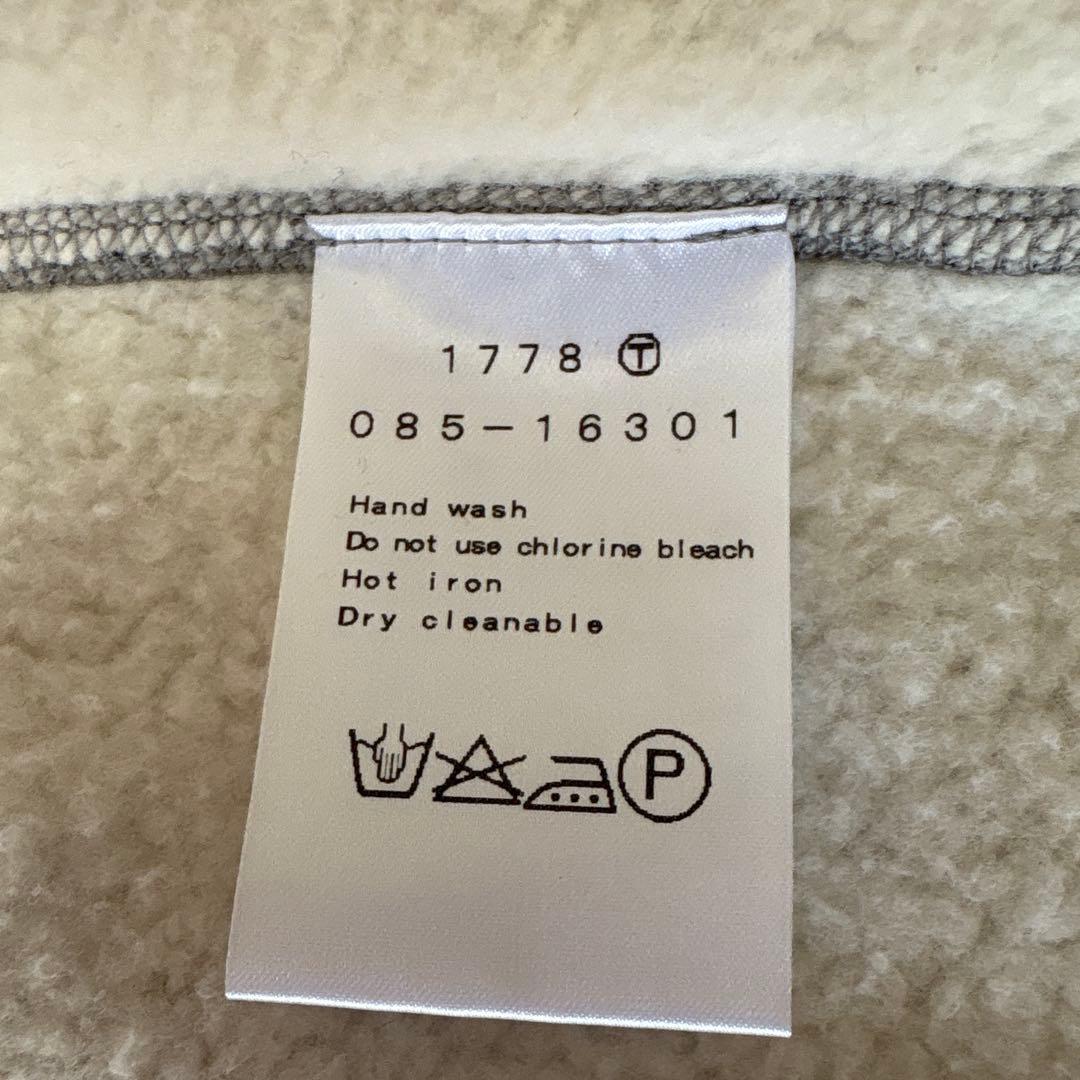 1778 Ⓣ
085-16301
Hand wash
Do not use chlorine bleach
Hot iron
Dry cleanable
P